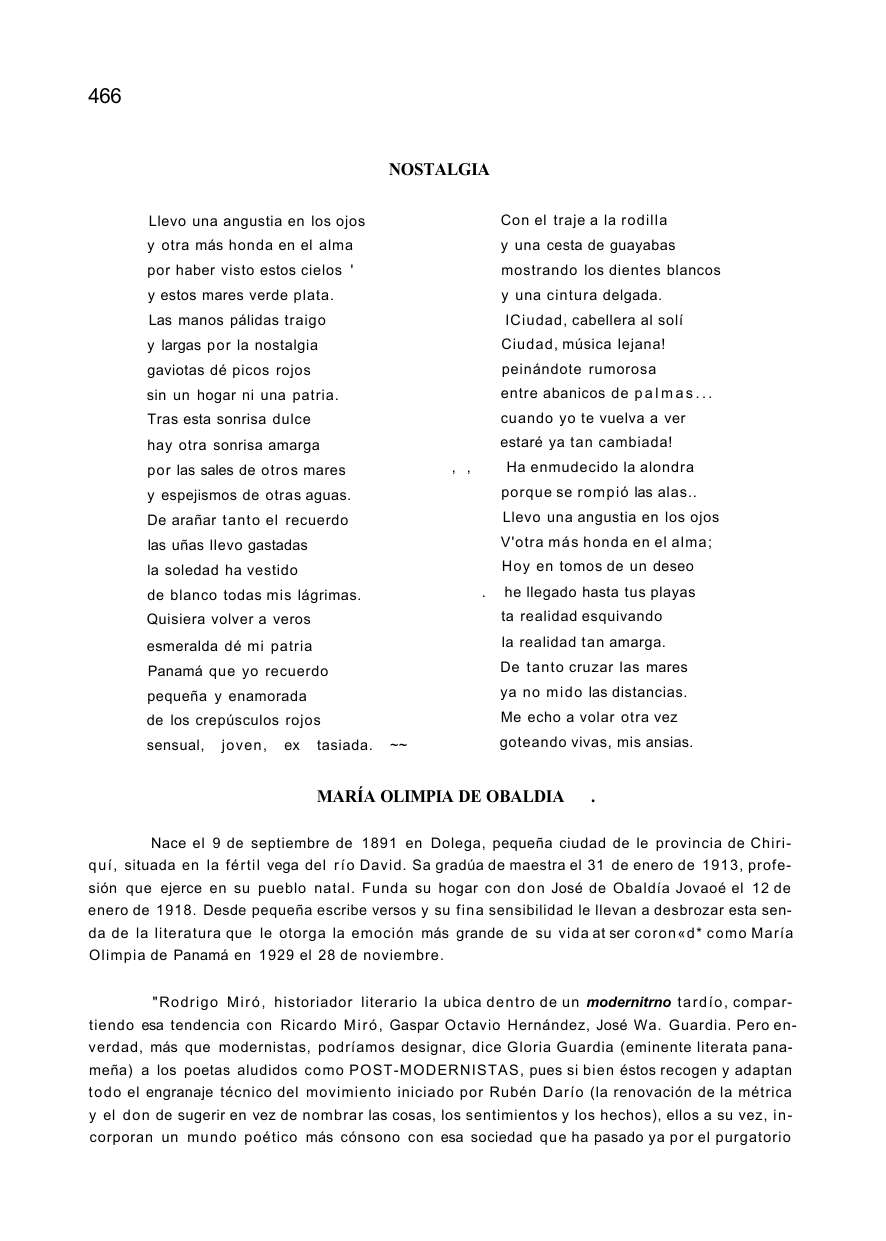 466
NOSTALGIA
Llevo una angustia en los ojos
y otra más honda en el alma
por haber visto estos cielos '
y estos mares verde plata.
Las manos pálidas traigo
y largas por la nostalgia
gaviotas dé picos rojos
sin un hogar ni una patria.
Tras esta sonrisa dulce
hay otra sonrisa amarga
por las sales de otros mares
y espejismos de otras aguas.
De arañar tanto el recuerdo
las uñas llevo gastadas
la soledad ha vestido
de blanco todas mis lágrimas.
Quisiera volver a veros
esmeralda dé mi patria
Panamá que yo recuerdo
pequeña y enamorada
de los crepúsculos rojos
sensual, joven, ex tasiada. ~~
Con el traje a la rodilla
y una cesta de guayabas
mostrando los dientes blancos
y una cintura delgada.
ICiudad, cabellera al solí
Ciudad, música lejana!
peinándote rumorosa
entre abanicos de palmas...
cuando yo te vuelva a ver
estaré ya tan cambiada!
, , Ha enmudecido la alondra
porque se rompió las alas..
Llevo una angustia en los ojos
V'otra más honda en el alma;
Hoy en tomos de un deseo
. he llegado hasta tus playas
ta realidad esquivando
la realidad tan amarga.
De tanto cruzar las mares
ya no mido las distancias.
Me echo a volar otra vez
goteando vivas, mis ansias.
MARÍA OLIMPIA DE OBALDIA .
Nace el 9 de septiembre de 1891 en Dolega, pequeña ciudad de le provincia de Chiri-
quí, situada en la fértil vega del río David. Sa gradúa de maestra el 31 de enero de 1913, profe-
sión que ejerce en su pueblo natal. Funda su hogar con don José de Obaldía Jovaoé el 12 de
enero de 1918. Desde pequeña escribe versos y su fina sensibilidad le llevan a desbrozar esta sen-
da de la literatura que le otorga la emoción más grande de su vida at ser coron«d* como María
Olimpia de Panamá en 1929 el 28 de noviembre.
"Rodrigo Miró, historiador literario la ubica dentro de un modernitrno tardío, compar-
tiendo esa tendencia con Ricardo Miró, Gaspar Octavio Hernández, José Wa. Guardia. Pero en-
verdad, más que modernistas, podríamos designar, dice Gloria Guardia (eminente literata pana-
meña) a los poetas aludidos como POST-MODERNISTAS, pues si bien éstos recogen y adaptan
todo el engranaje técnico del movimiento iniciado por Rubén Darío (la renovación de la métrica
y el don de sugerir en vez de nombrar las cosas, los sentimientos y los hechos), ellos a su vez, in-
corporan un mundo poético más cónsono con esa sociedad que ha pasado ya por el purgatorio